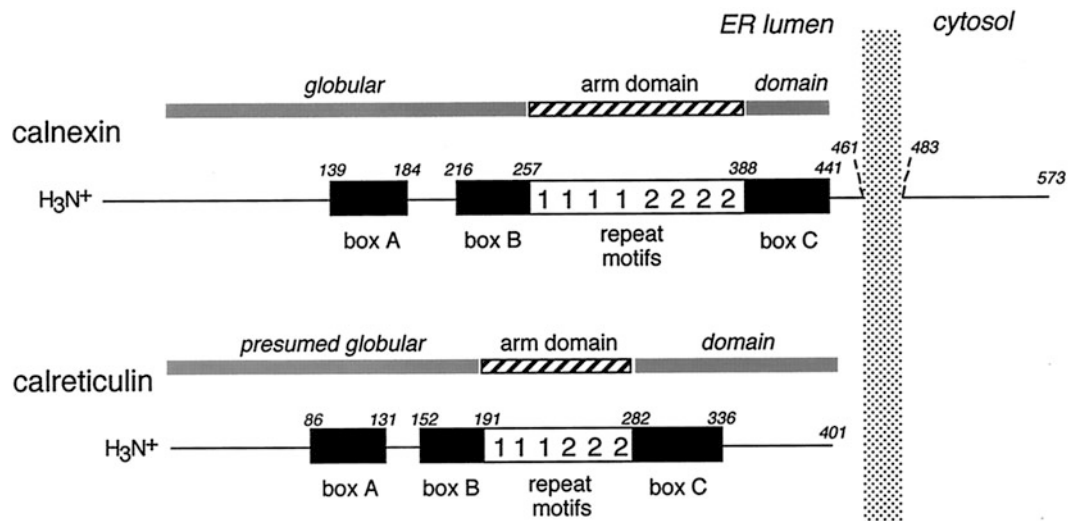 ER lumen cytosol
globular arm domain domain
calnexin
139 184 216 257 388 441 461 483 573
H₃N⁺ 1 1 1 1 2 2 2 2
box A box B repeat motifs box C
presumed globular arm domain domain
calreticulin
86 131 152 191 282 336 401
H₃N⁺ 1 1 1 2 2 2
box A box B repeat motifs box C